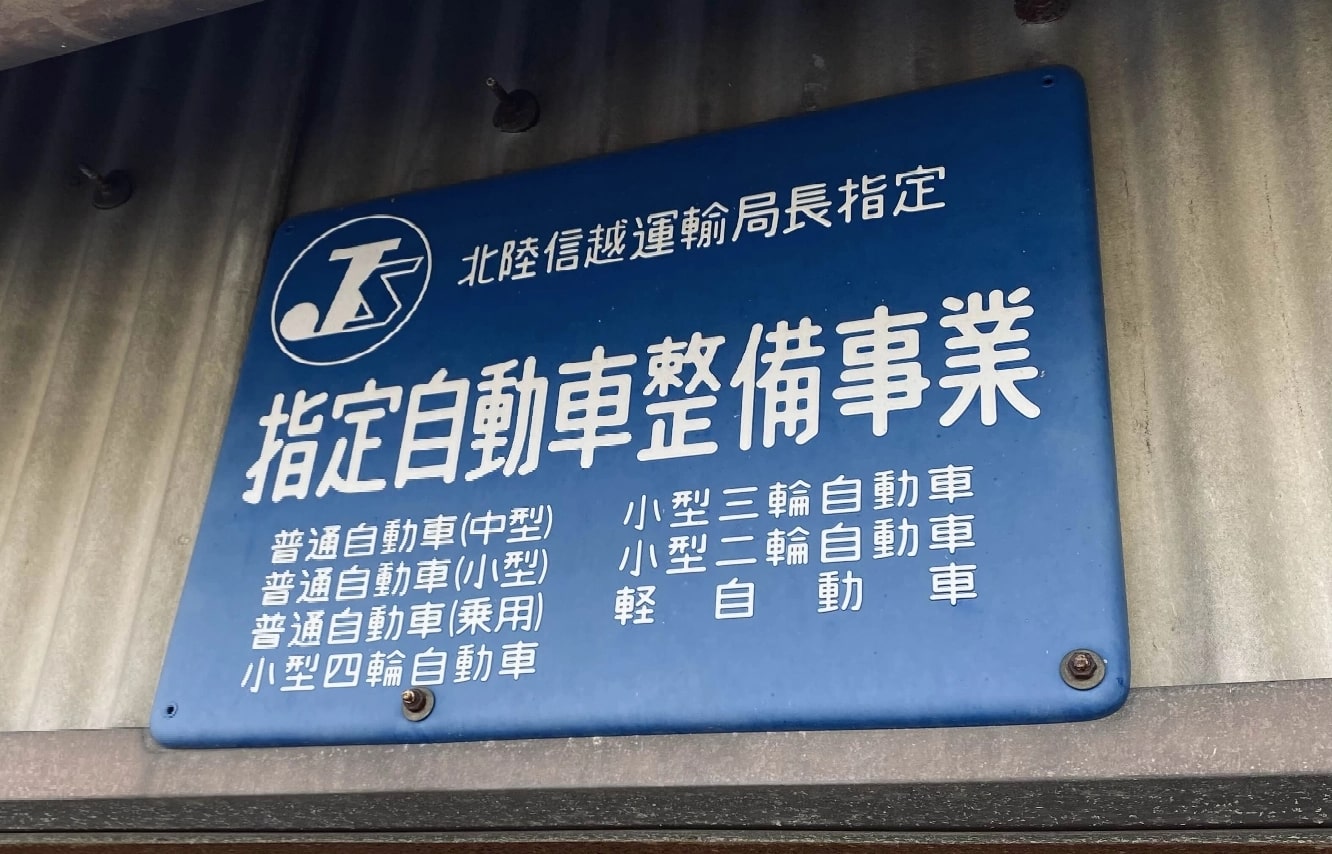 JS
北陸信越運輸局長指定
指定自動車整備事業
普通自動車(中型)
普通自動車(小型)
普通自動車(乗用)
小型四輪自動車
小型三輪自動車
小型二輪自動車
軽自動車